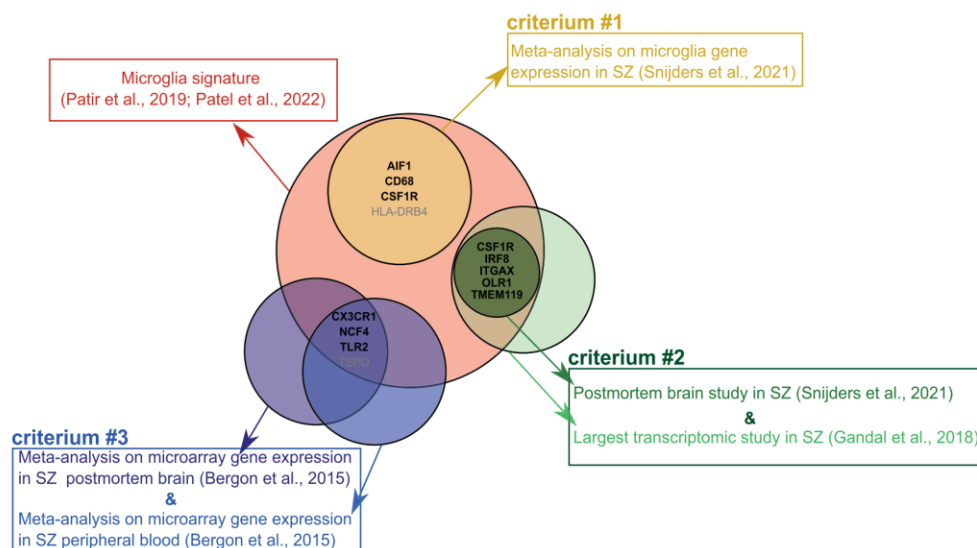 criterium #1
Meta-analysis on microglia gene
expression in SZ (Snijders et al., 2021)
Microglia signature
(Patir et al., 2019; Patel et al., 2022)
AIF1
CD68
CSF1R
HLA-DRB4
CSF1R
IRF8
ITGAX
OLR1
TMEM119
CX3CR1
NCF4
TLR2
TSPO
criterium #2
Postmortem brain study in SZ (Snijders et al., 2021)
&
Largest transcriptomic study in SZ (Gandal et al., 2018)
criterium #3
Meta-analysis on microarray gene expression
in SZ postmortem brain (Bergon et al., 2015)
&
Meta-analysis on microarray gene expression
in SZ peripheral blood (Bergon et al., 2015)